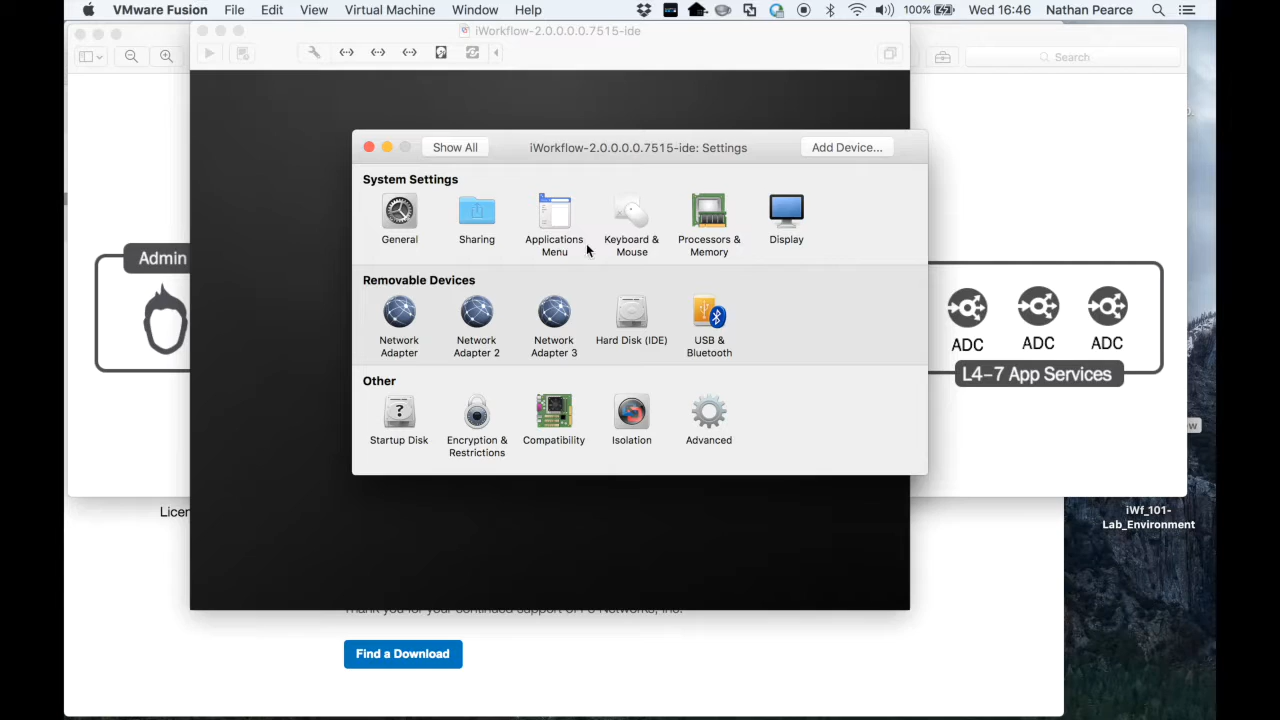 VMware Fusion File Edit View Virtual Machine Window Help 100% Wed 16:46 Nathan Pearce
iWorkflow-2.0.0.0.7515-ide
Search
Show All iWorkflow-2.0.0.0.7515-ide: Settings Add Device...
System Settings
General Sharing Applications Menu Keyboard & Mouse Processors & Memory Display
Removable Devices
Network Adapter Network Adapter 2 Network Adapter 3 Hard Disk (IDE) USB & Bluetooth
Other
Startup Disk Encryption & Restrictions Compatibility Isolation Advanced
Admin
ADC ADC ADC
L4-7 App Services
Licen
iWf_101-
Lab_Environment
Find a Download